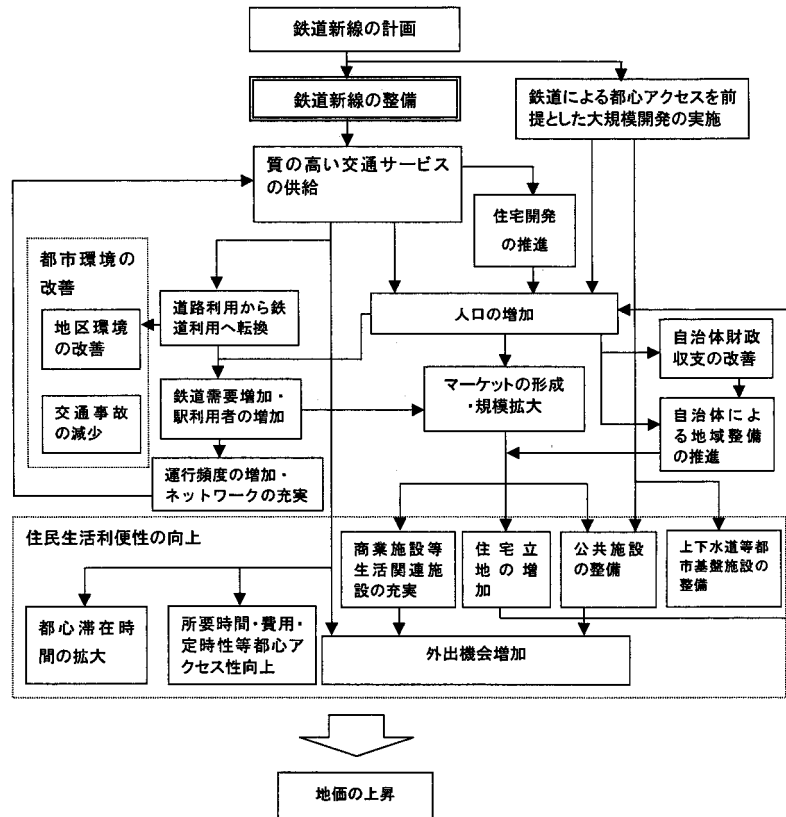 鉄道新線の計画
鉄道新線の整備
鉄道による都心アクセスを前
提とした大規模開発の実施
質の高い交通サービス
の供給
住宅開発
の推進
都市環境の
改善
道路利用から鉄
道利用へ転換
地区環境
の改善
人口の増加
自治体財政
収支の改善
マーケットの形成
・規模拡大
鉄道需要増加・
駅利用者の増加
交通事故
の減少
自治体によ
る地域整備
の推進
運行頻度の増加・
ネットワークの充実
住民生活利便性の向上
商業施設等
生活関連施
設の充実
住宅立
地の増
加
公共施設
の整備
上下水道等都
市基盤施設の
整備
都心滞在時
間の拡大
所要時間・費用・
定時性等都心ア
クセス性向上
外出機会増加
地価の上昇